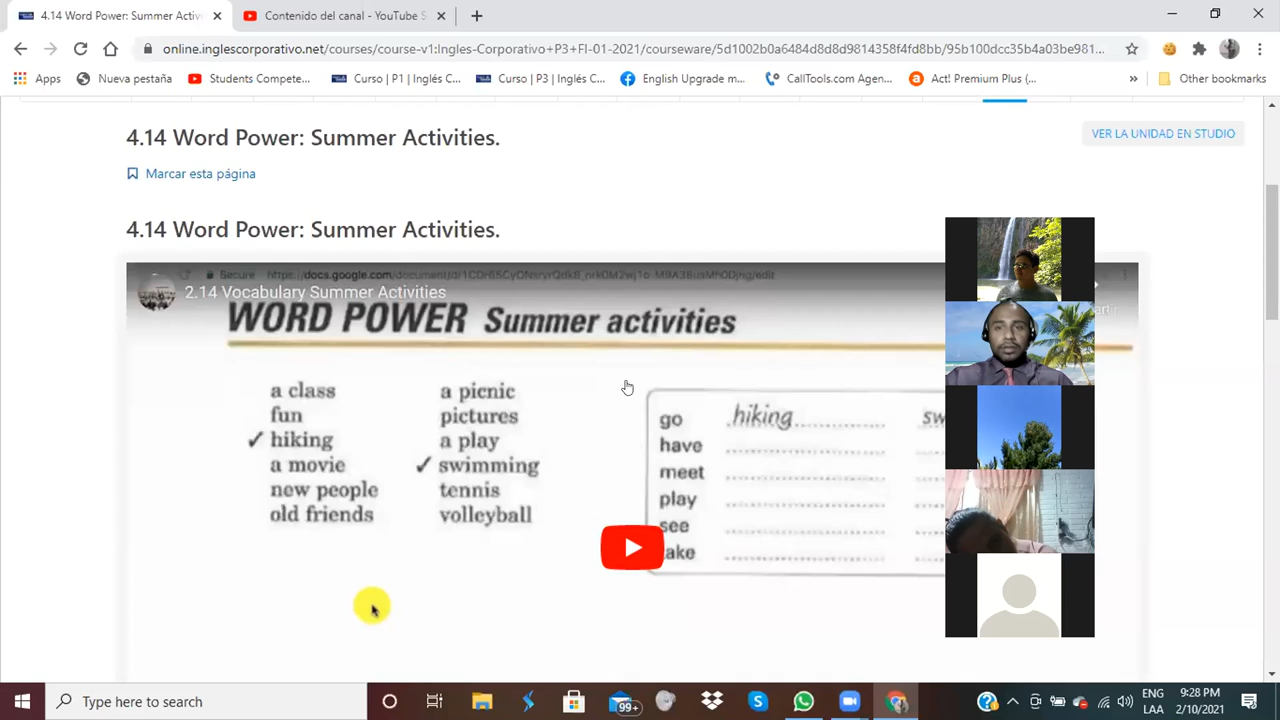 4.14 Word Power: Summer Activi
Contenido del canal - YouTube S
online.inglescorporativo.net/courses/course-v1:Ingles-Corporativo+P3+FI-01-2021/courseware/5d1002b0a6484d8d8d9814358f4fd8bb/95b100dcc35b4a03be981...
Apps
Nueva pestaña
Students Compete...
Curso | P1 | Inglés C...
Curso | P3 | Inglés C...
English Upgrade m...
CallTools.com Agen...
Act! Premium Plus (...
»
Other bookmarks
4.14 Word Power: Summer Activities.
VER LA UNIDAD EN STUDIO
Marcar esta página
4.14 Word Power: Summer Activities.
Secure
2.14 Vocabulary Summer Activities
WORD POWER Summer activities
a class
a picnic
fun
pictures
✓ hiking
a play
a movie
✓ swimming
new people
tennis
old friends
volleyball
go hiking sw
have
meet
play
see
ake
Type here to search
99+
ENG
LAA
9:28 PM
2/10/2021